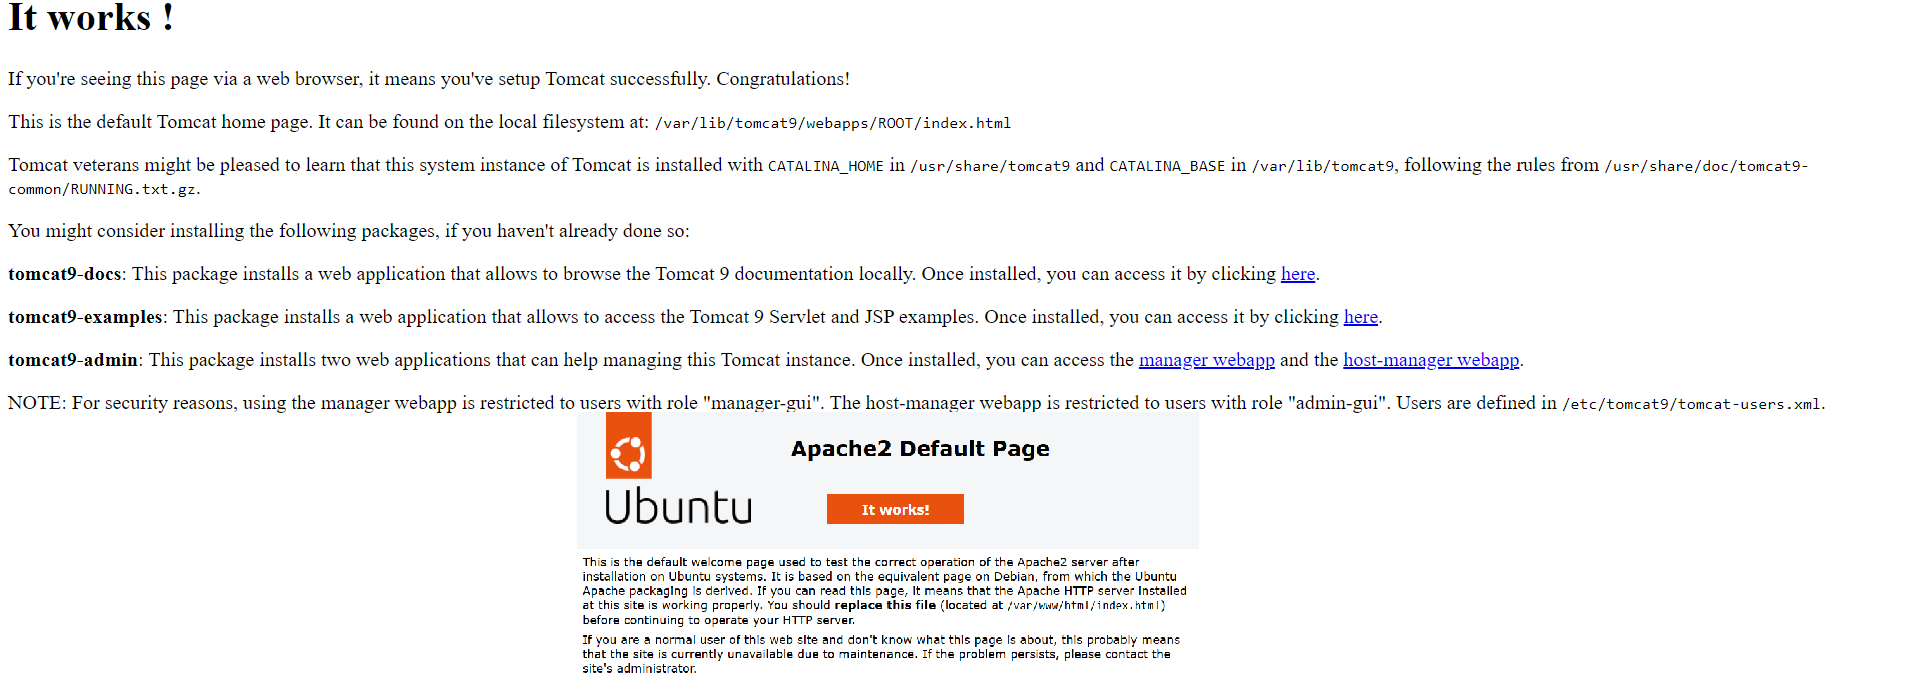 It works !
If you're seeing this page via a web browser, it means you've setup Tomcat successfully. Congratulations!
This is the default Tomcat home page. It can be found on the local filesystem at: /var/lib/tomcat9/webapps/ROOT/index.html
Tomcat veterans might be pleased to learn that this system instance of Tomcat is installed with CATALINA_HOME in /usr/share/tomcat9 and CATALINA_BASE in /var/lib/tomcat9, following the rules from /usr/share/doc/tomcat9-
common/RUNNING.txt.gz.
You might consider installing the following packages, if you haven't already done so:
tomcat9-docs: This package installs a web application that allows to browse the Tomcat 9 documentation locally. Once installed, you can access it by clicking here.
tomcat9-examples: This package installs a web application that allows to access the Tomcat 9 Servlet and JSP examples. Once installed, you can access it by clicking here.
tomcat9-admin: This package installs two web applications that can help managing this Tomcat instance. Once installed, you can access the manager webapp and the host-manager webapp.
NOTE: For security reasons, using the manager webapp is restricted to users with role "manager-gui". The host-manager webapp is restricted to users with role "admin-gui". Users are defined in /etc/tomcat9/tomcat-users.xml.
Apache2 Default Page
Ubuntu
It works!
This is the default welcome page used to test the correct operation of the Apache2 server after
installation on Ubuntu systems. It is based on the equivalent page on Debian, from which the Ubuntu
Apache packaging is derived. If you can read this page, it means that the Apache HTTP server installed
at this site is working properly. You should replace this file (located at /var/www/html/index.html)
before continuing to operate your HTTP server.
If you are a normal user of this web site and don't know what this page is about, this probably means
that the site is currently unavailable due to maintenance. If the problem persists, please contact the
site's administrator.